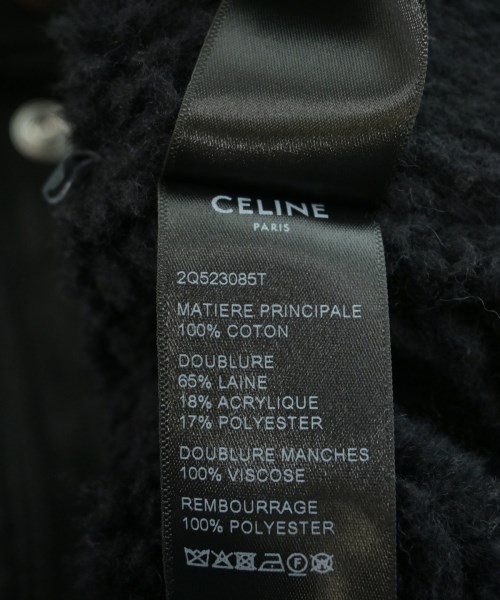 CELINE
PARIS
2Q523085T
MATIERE PRINCIPALE
100% COTON
DOUBLURE
65% LAINE
18% ACRYLIQUE
17% POLYESTER
DOUBLURE MANCHES
100% VISCOSE
REMBOURRAGE
100% POLYESTER